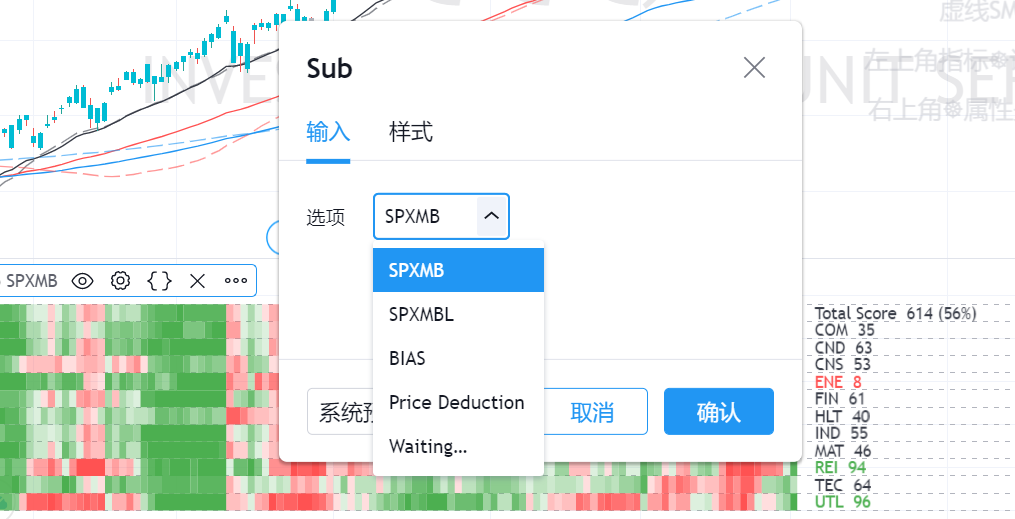 虚线SM
Sub
左上角指标
INVES
UNIT SER
右上角
属性
输入 样式
选项 SPXMB
SPXMB
SPXMB
SPXMBL
BIAS
Price Deduction
Waiting...
系统预
取消
确认
Total Score 614 (56%)
COM 35
CND 63
CNS 53
ENE 8
FIN 61
HLT 40
IND 55
MAT 46
REI 94
TEC 64
UTL 96